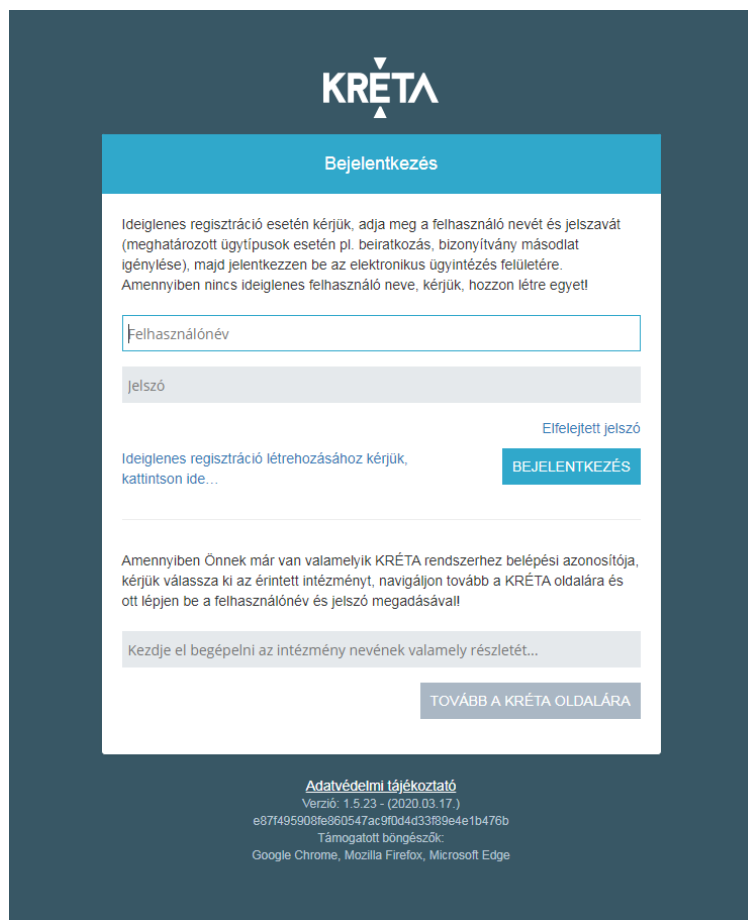 KRÉTA
Bejelentkezés
Ideiglenes regisztráció esetén kérjük, adja meg a felhasználó nevét és jelszavát
(meghatározott ügytípusok esetén pl. beiratkozás, bizonyítvány másodlat
igénylése), majd jelentkezzen be az elektronikus ügyintézés felületére.
Amennyiben nincs ideiglenes felhasználó neve, kérjük, hozzon létre egyet!
Felhasználónév
Jelszó
Elfelejtett jelszó
Ideiglenes regisztráció létrehozásához kérjük,
kattintson ide…
BEJELENTKEZÉS
Amennyiben Önnek már van valamelyik KRÉTA rendszerhez belépési azonosítója,
kérjük válassza ki az érintett intézményt, navigáljon tovább a KRÉTA oldalára és
ott lépjen be a felhasználónév és jelszó megadásával!
Kezdje el begépelni az intézmény nevének valamely részletét...
TOVÁBB A KRÉTA OLDALÁRA
Adatvédelmi tájékoztató
Verzió: 1.5.23 - (2020.03.17.)
e87f495908fe860547ac9f0d4d33f89e4e1b476b
Támogatott böngészők:
Google Chrome, Mozilla Firefox, Microsoft Edge